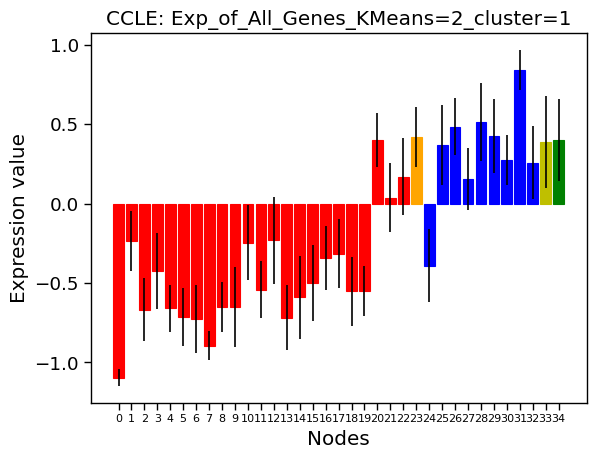 CCLE: Exp_of_All_Genes_KMeans=2_cluster=1
Expression value
1.0
0.5
0.0
−0.5
−1.0
0 1 2 3 4 5 6 7 8 9 10 11 12 13 14 15 16 17 18 19 20 21 22 23 24 25 26 27 28 29 30 31 32 33 34
Nodes